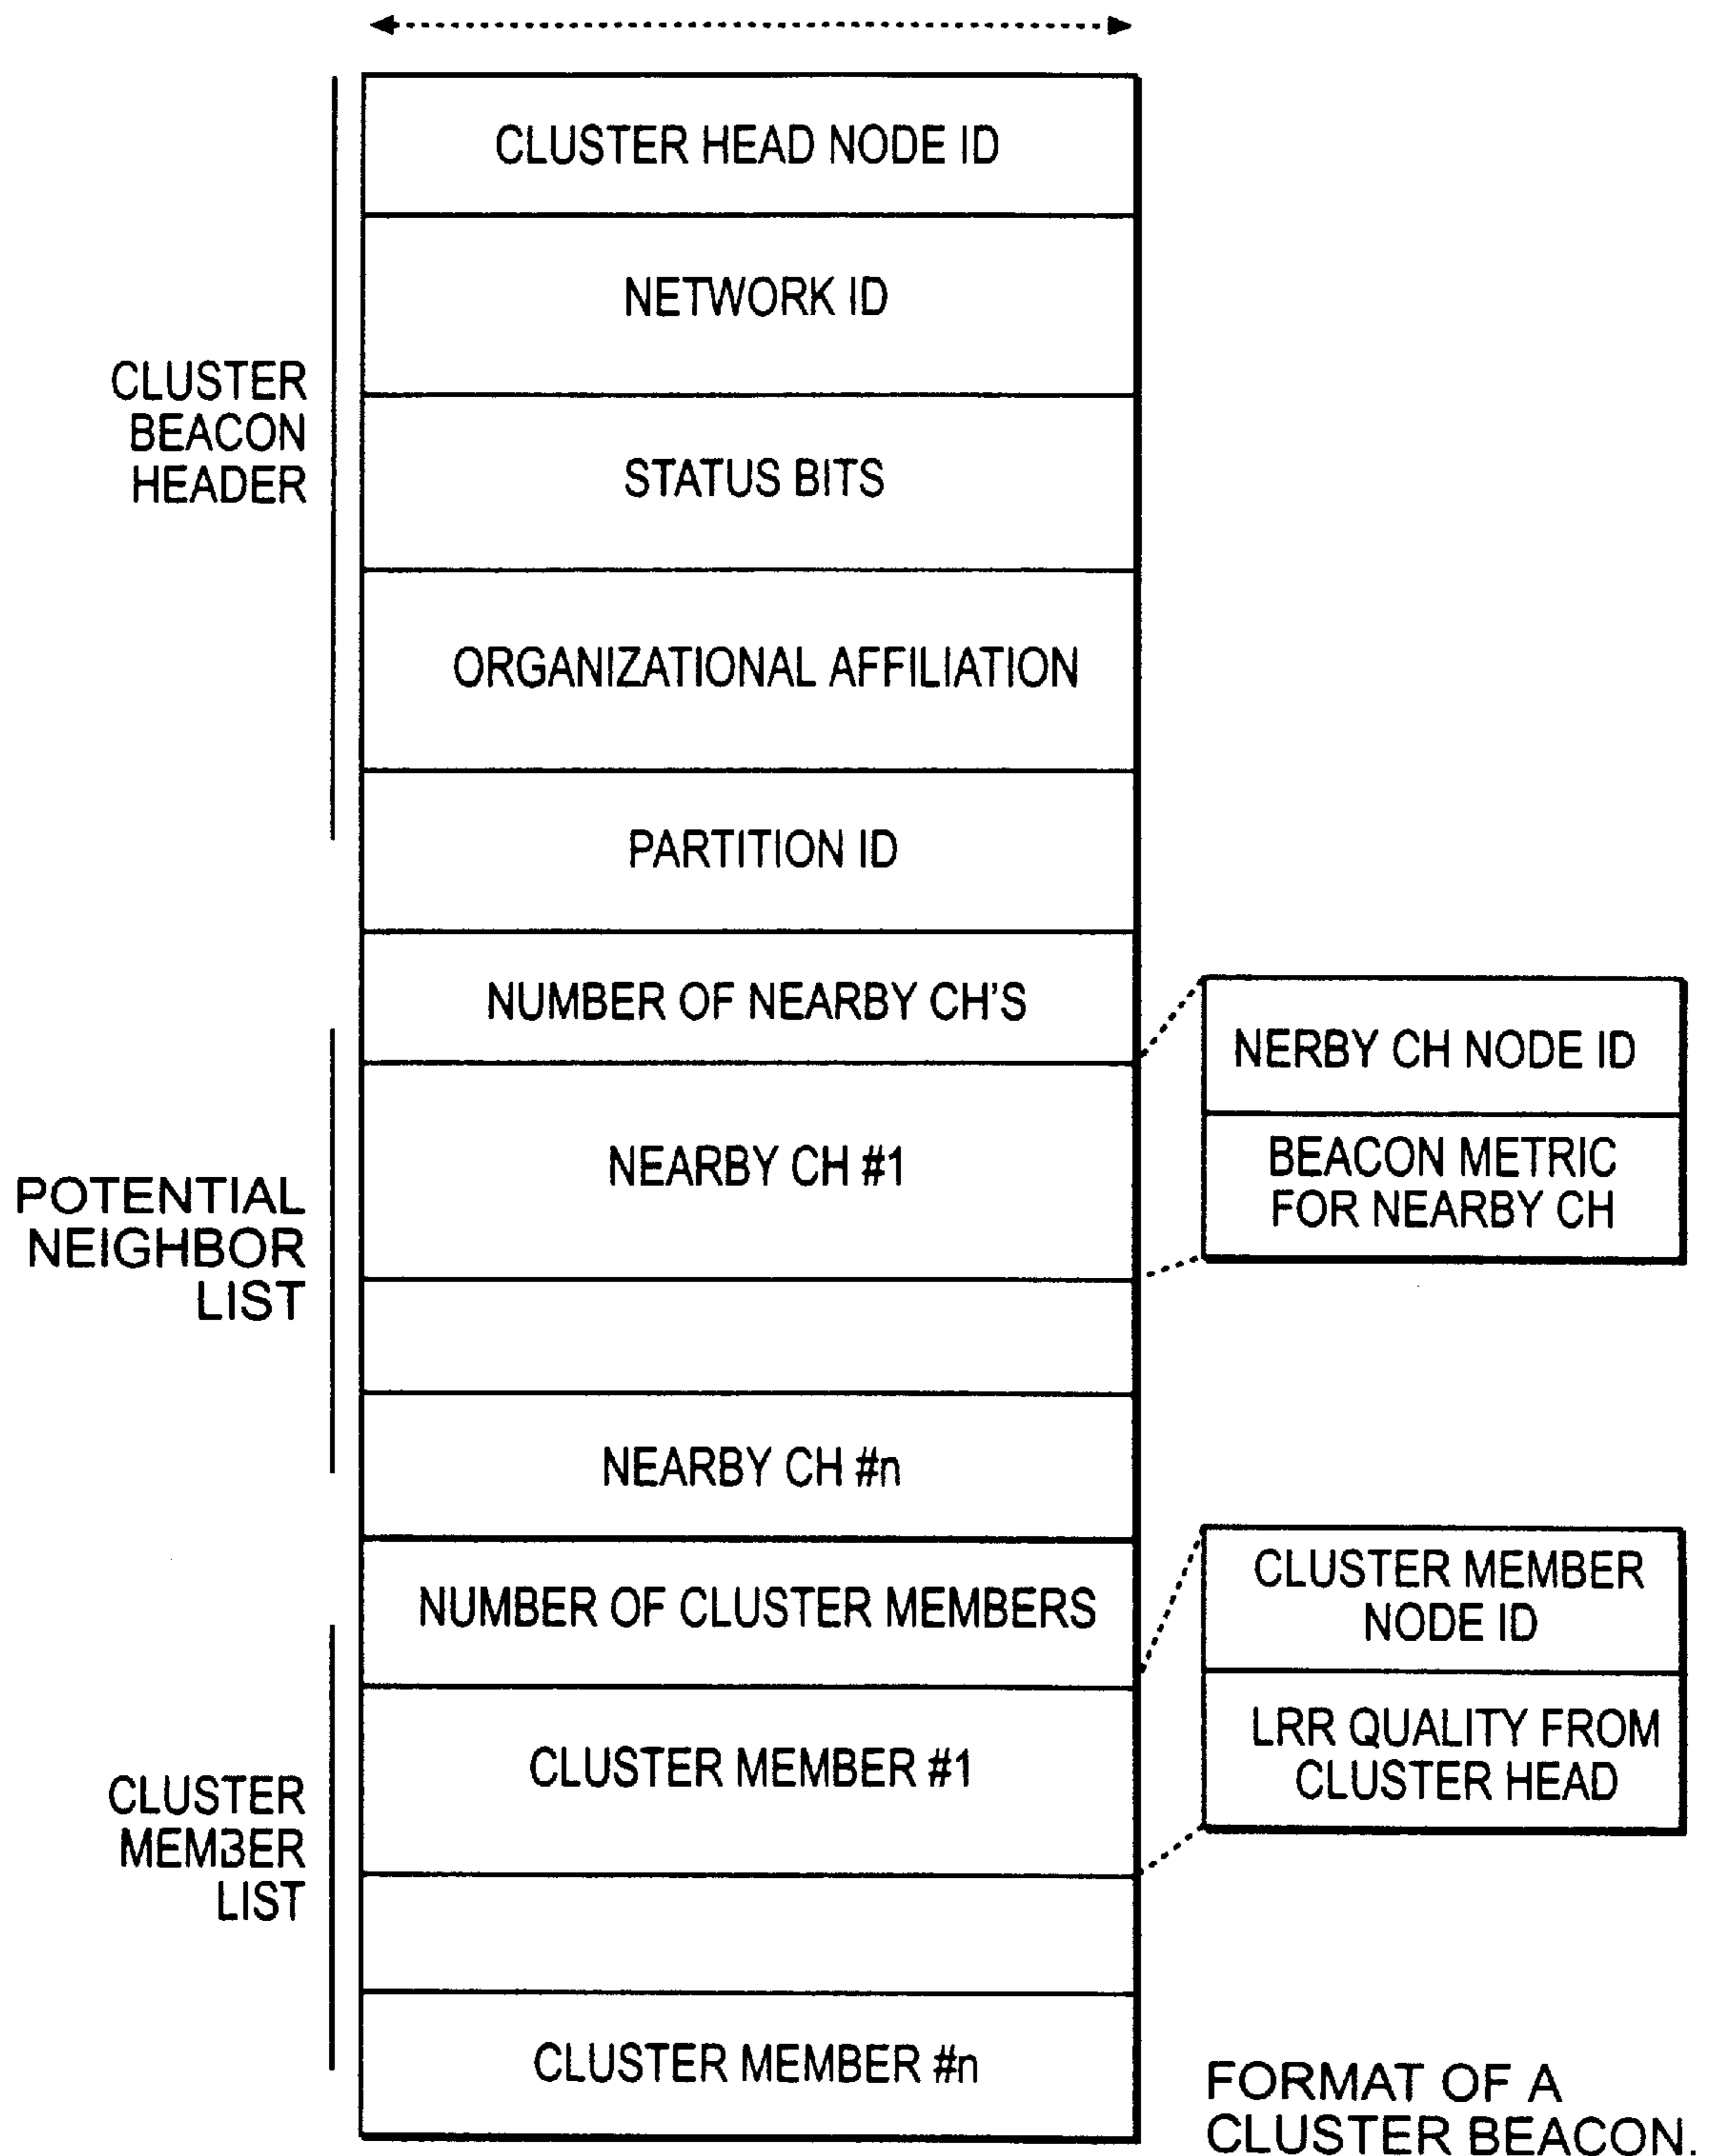 CLUSTER HEAD NODE ID
NETWORK ID
CLUSTER
BEACON
HEADER
STATUS BITS
ORGANIZATIONAL AFFILIATION
PARTITION ID
NUMBER OF NEARBY CH'S
NERBY CH NODE ID
BEACON METRIC
FOR NEARBY CH
NEARBY CH #1
POTENTIAL
NEIGHBOR
LIST
NEARBY CH #n
NUMBER OF CLUSTER MEMBERS
CLUSTER MEMBER
NODE ID
LRR QUALITY FROM
CLUSTER HEAD
CLUSTER MEMBER #1
CLUSTER
MEMBER
LIST
CLUSTER MEMBER #n
FORMAT OF A
CLUSTER BEACON.